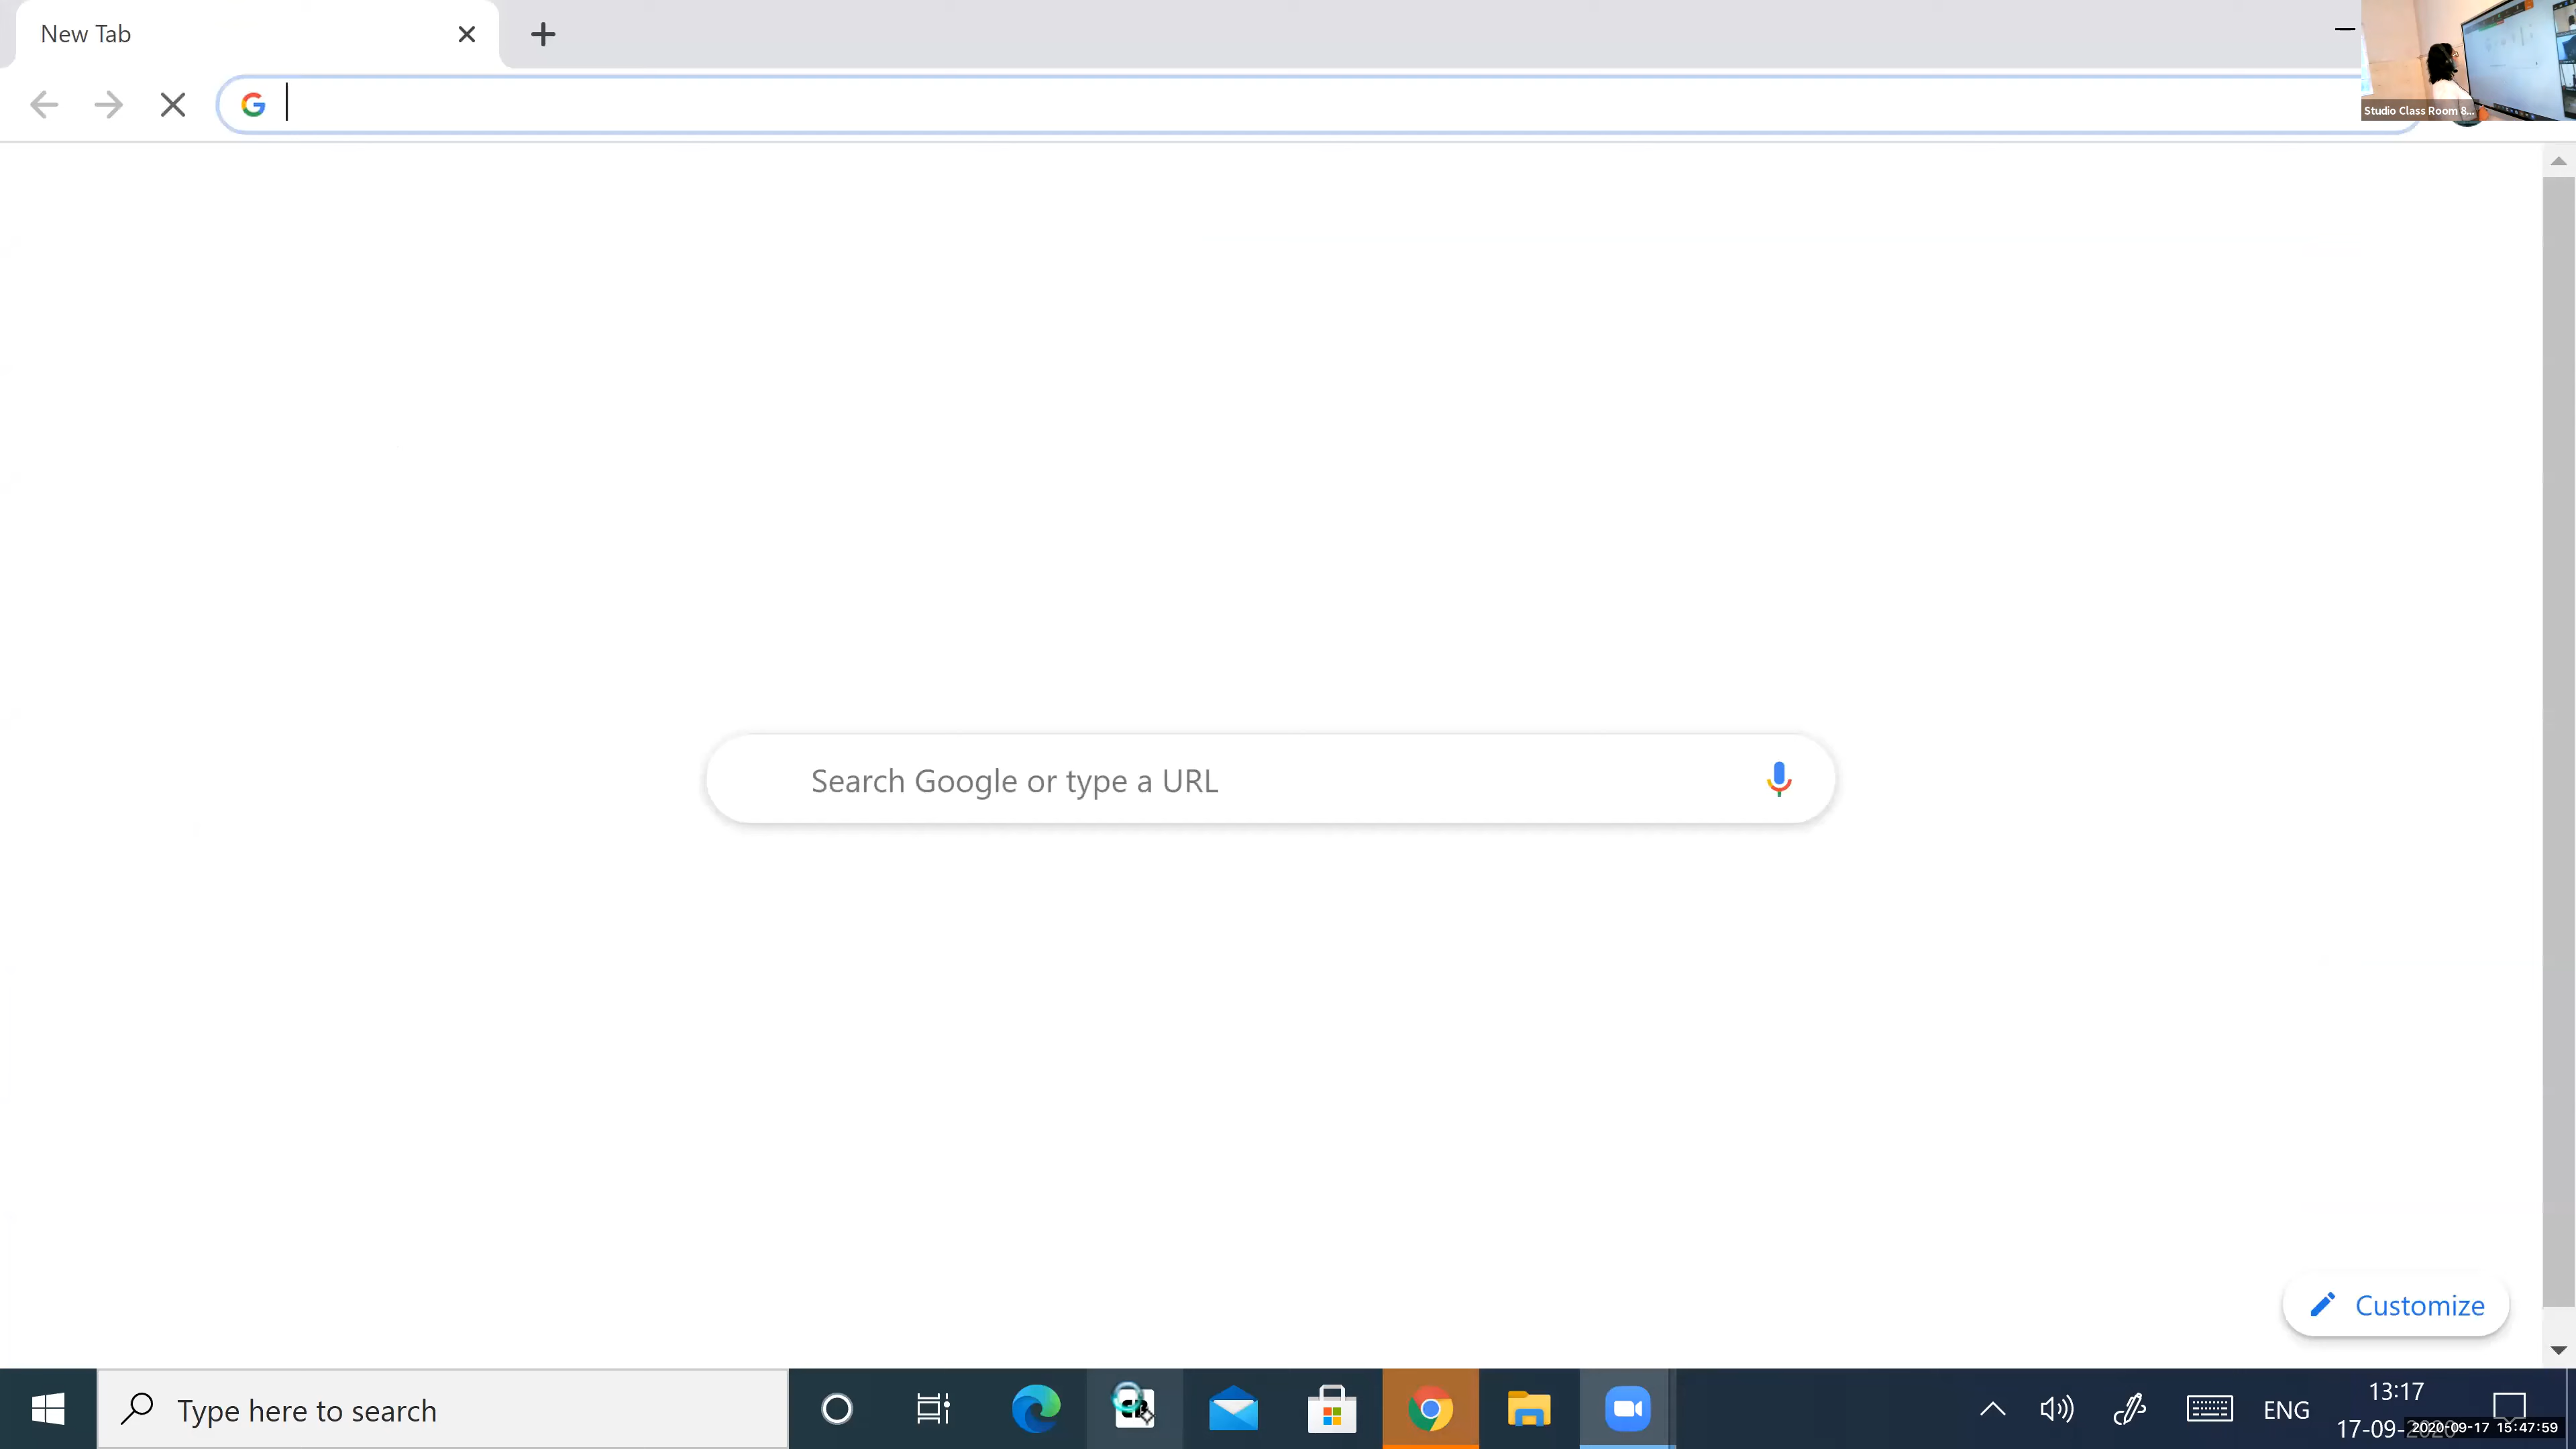 New Tab
Studio Class Room 8...
Search Google or type a URL
Customize
Type here to search
ENG
13:17
17-09-
2020-09-17 15:47:59